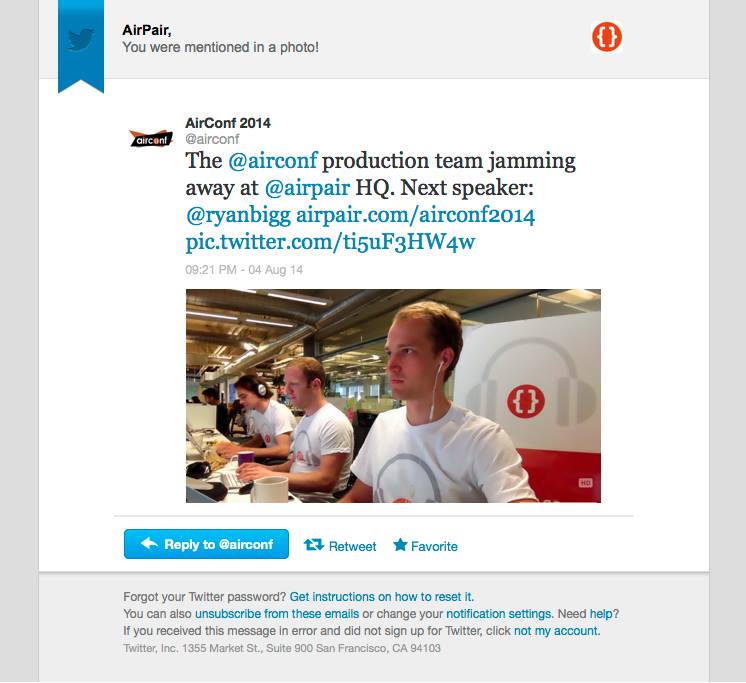 AirPair,
You were mentioned in a photo!
{}
airconf
AirConf 2014
@airconf
The @airconf production team jamming
away at @airpair HQ. Next speaker:
@ryanbigg airpair.com/airconf2014
pic.twitter.com/ti5uF3HW4w
09:21 PM - 04 Aug 14
{}
HD
Reply to @airconf
Retweet
Favorite
Forgot your Twitter password? Get instructions on how to reset it.
You can also unsubscribe from these emails or change your notification settings. Need help?
If you received this message in error and did not sign up for Twitter, click not my account.
Twitter, Inc. 1355 Market St., Suite 900 San Francisco, CA 94103